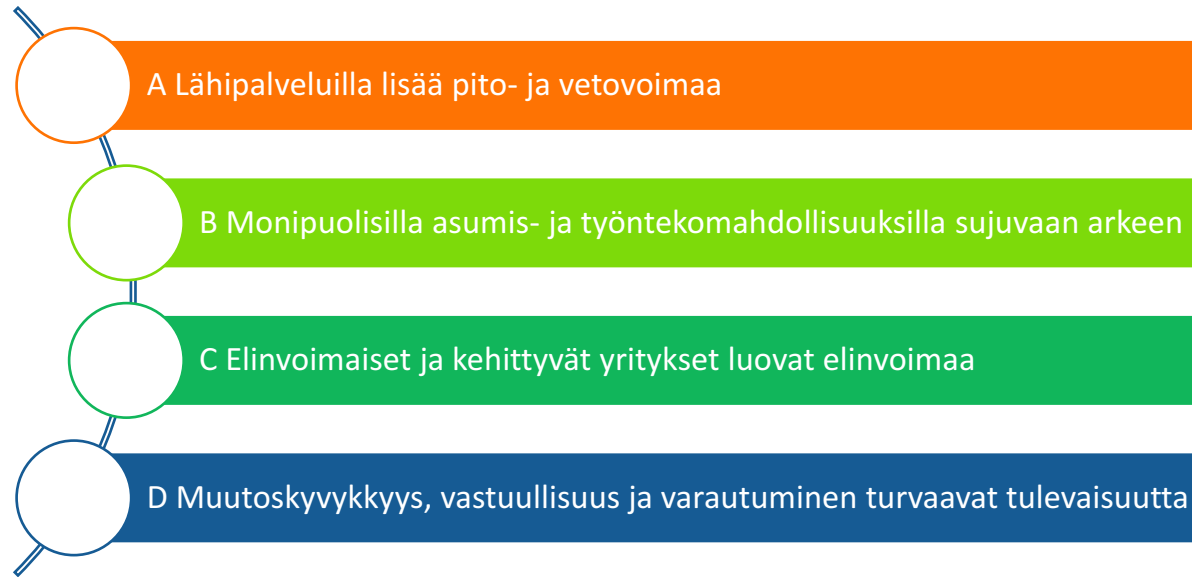 A Lähipalveluilla lisää pito- ja vetovoimaa
B Monipuolisilla asumis- ja työntekomahdollisuuksilla sujuvaan arkeen
C Elinvoimaiset ja kehittyvät yritykset luovat elinvoimaa
D Muutoskyvykkyys, vastuullisuus ja varautuminen turvaavat tulevaisuutta